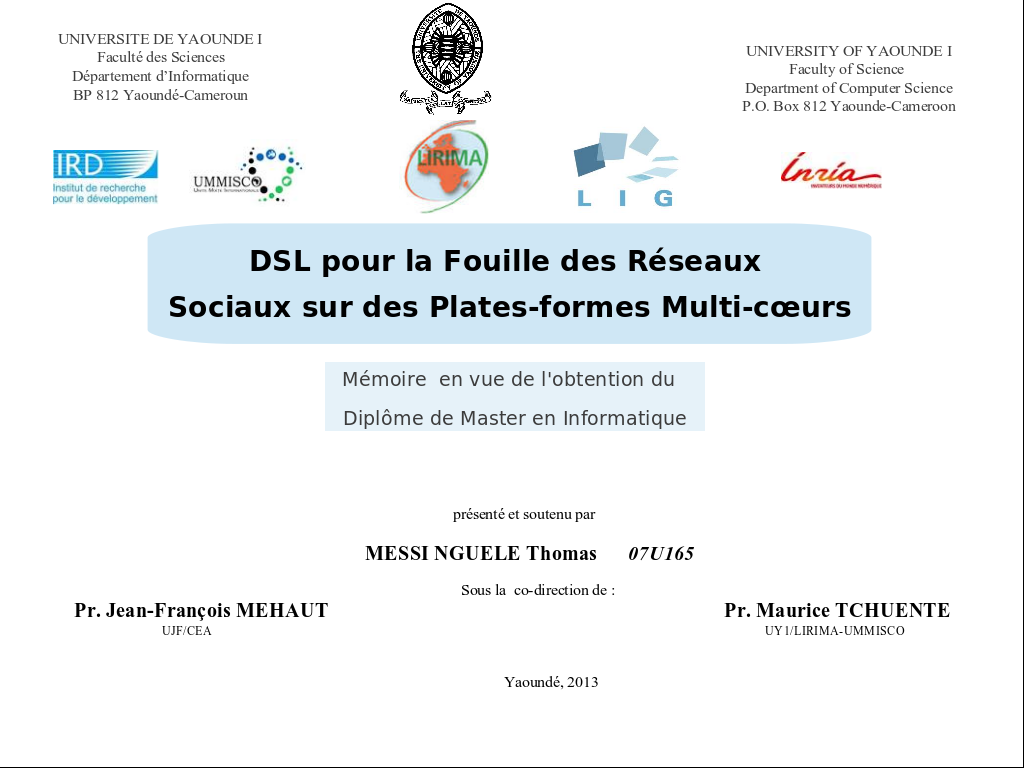 UNIVERSITE DE YAOUNDE I
Faculté des Sciences
Département d’Informatique
BP 812 Yaoundé-Cameroun
UNIVERSITY OF YAOUNDE I
Faculty of Science
Department of Computer Science
P.O. Box 812 Yaounde-Cameroon
IRD
Institut de recherche
pour le développement
UMMISCO
LIRIMA
L I G
Inria
INVENTEURS DU MONDE NUMÉRIQUE
DSL pour la Fouille des Réseaux
Sociaux sur des Plates-formes Multi-cœurs
Mémoire en vue de l'obtention du
Diplôme de Master en Informatique
présenté et soutenu par
MESSI NGUELE Thomas 07U165
Sous la co-direction de :
Pr. Jean-François MEHAUT
UJF/CEA
Pr. Maurice TCHUENTE
UY1/LIRIMA-UMMISCO
Yaoundé, 2013